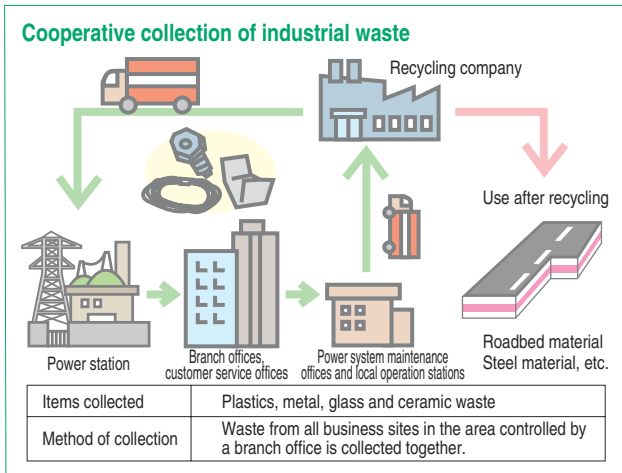 Cooperative collection of industrial waste
Recycling company
Use after recycling
Roadbed material
Steel material, etc.
Power station
Branch offices,
customer service offices
Power system maintenance
offices and local operation stations
Items collected
Plastics, metal, glass and ceramic waste
Method of collection
Waste from all business sites in the area controlled by
a branch office is collected together.